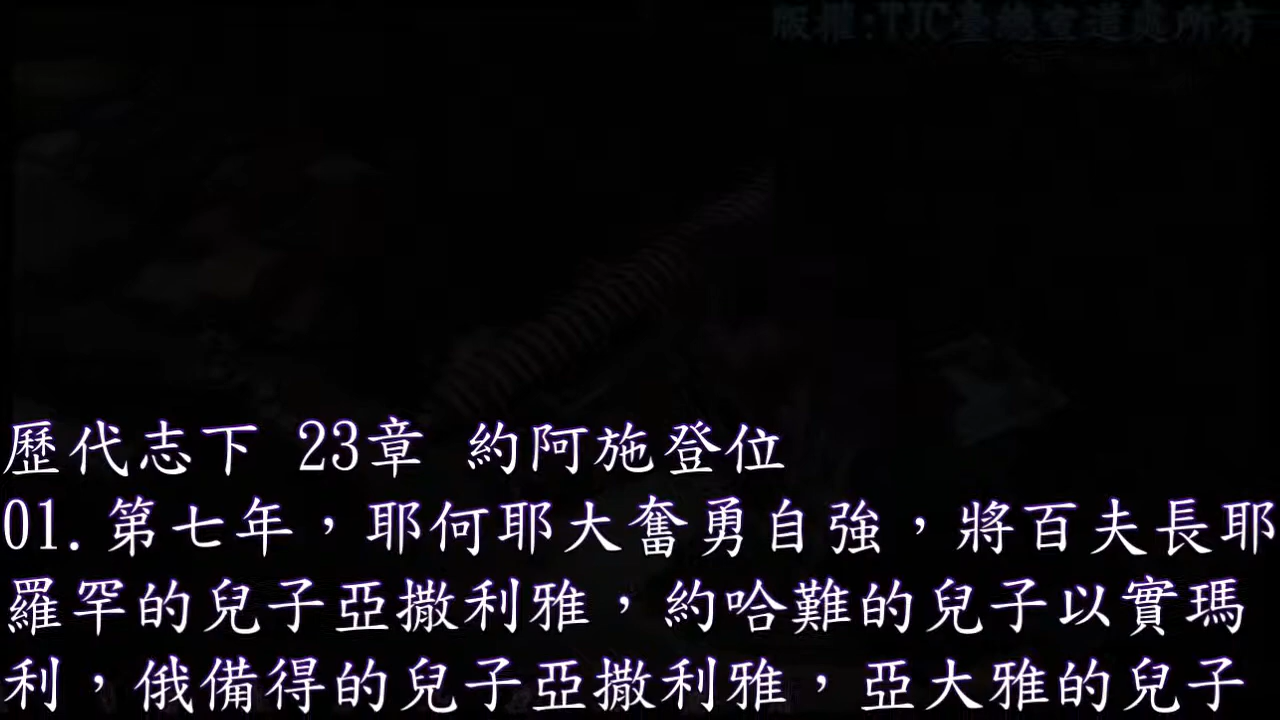 版權:TJC臺總宣道處所有
歷代志下 23章 約阿施登位
01.第七年，耶何耶大奮勇自強，將百夫長耶
羅罕的兒子亞撒利雅，約哈難的兒子以實瑪
利，俄備得的兒子亞撒利雅，亞大雅的兒子